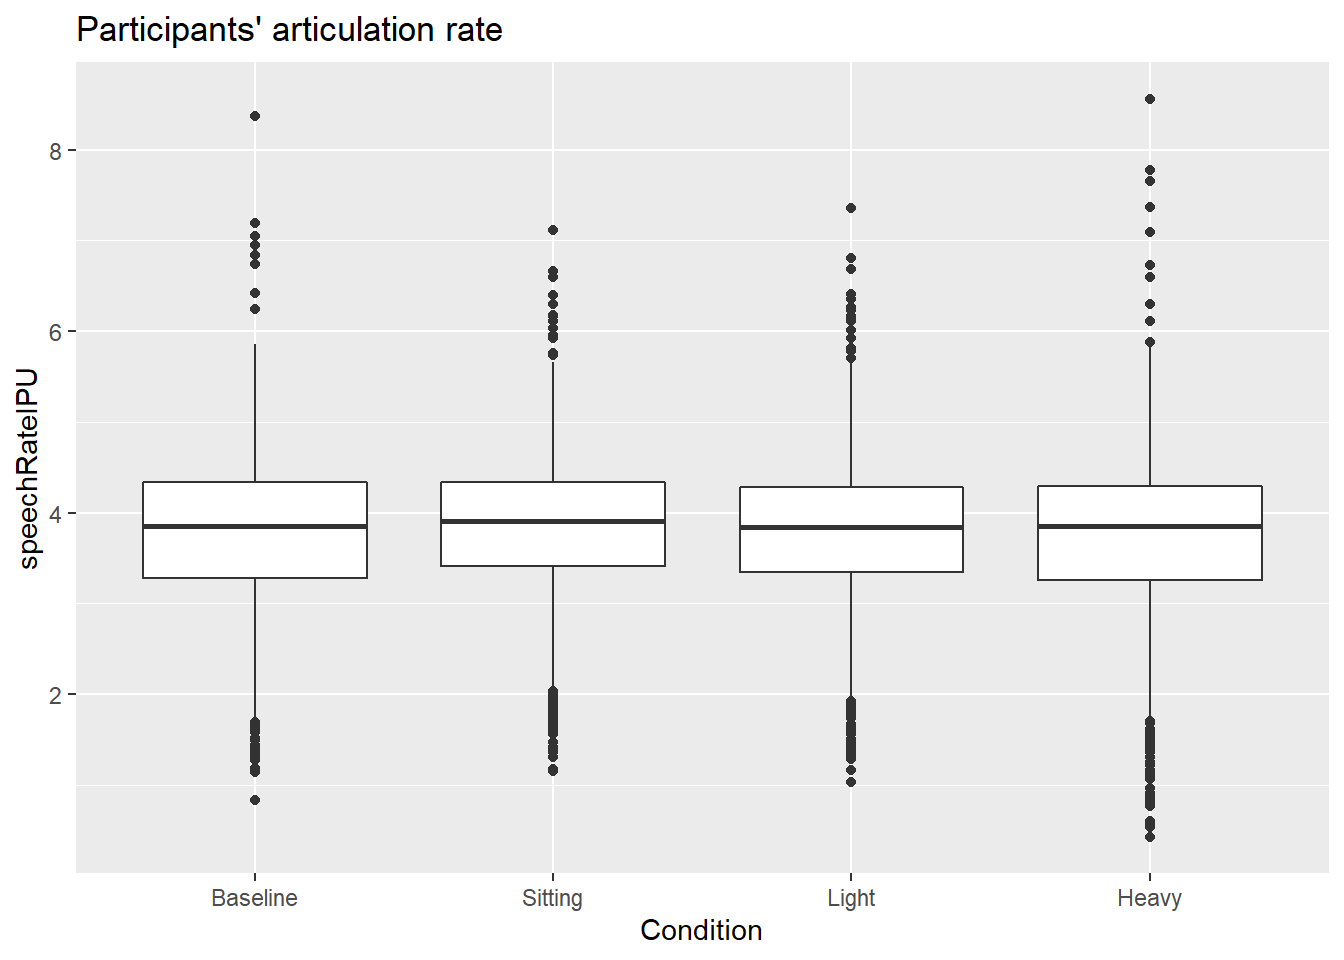 Participants' articulation rate
speechRateIPU
8
6
4
2
Baseline Sitting Light Heavy
Condition